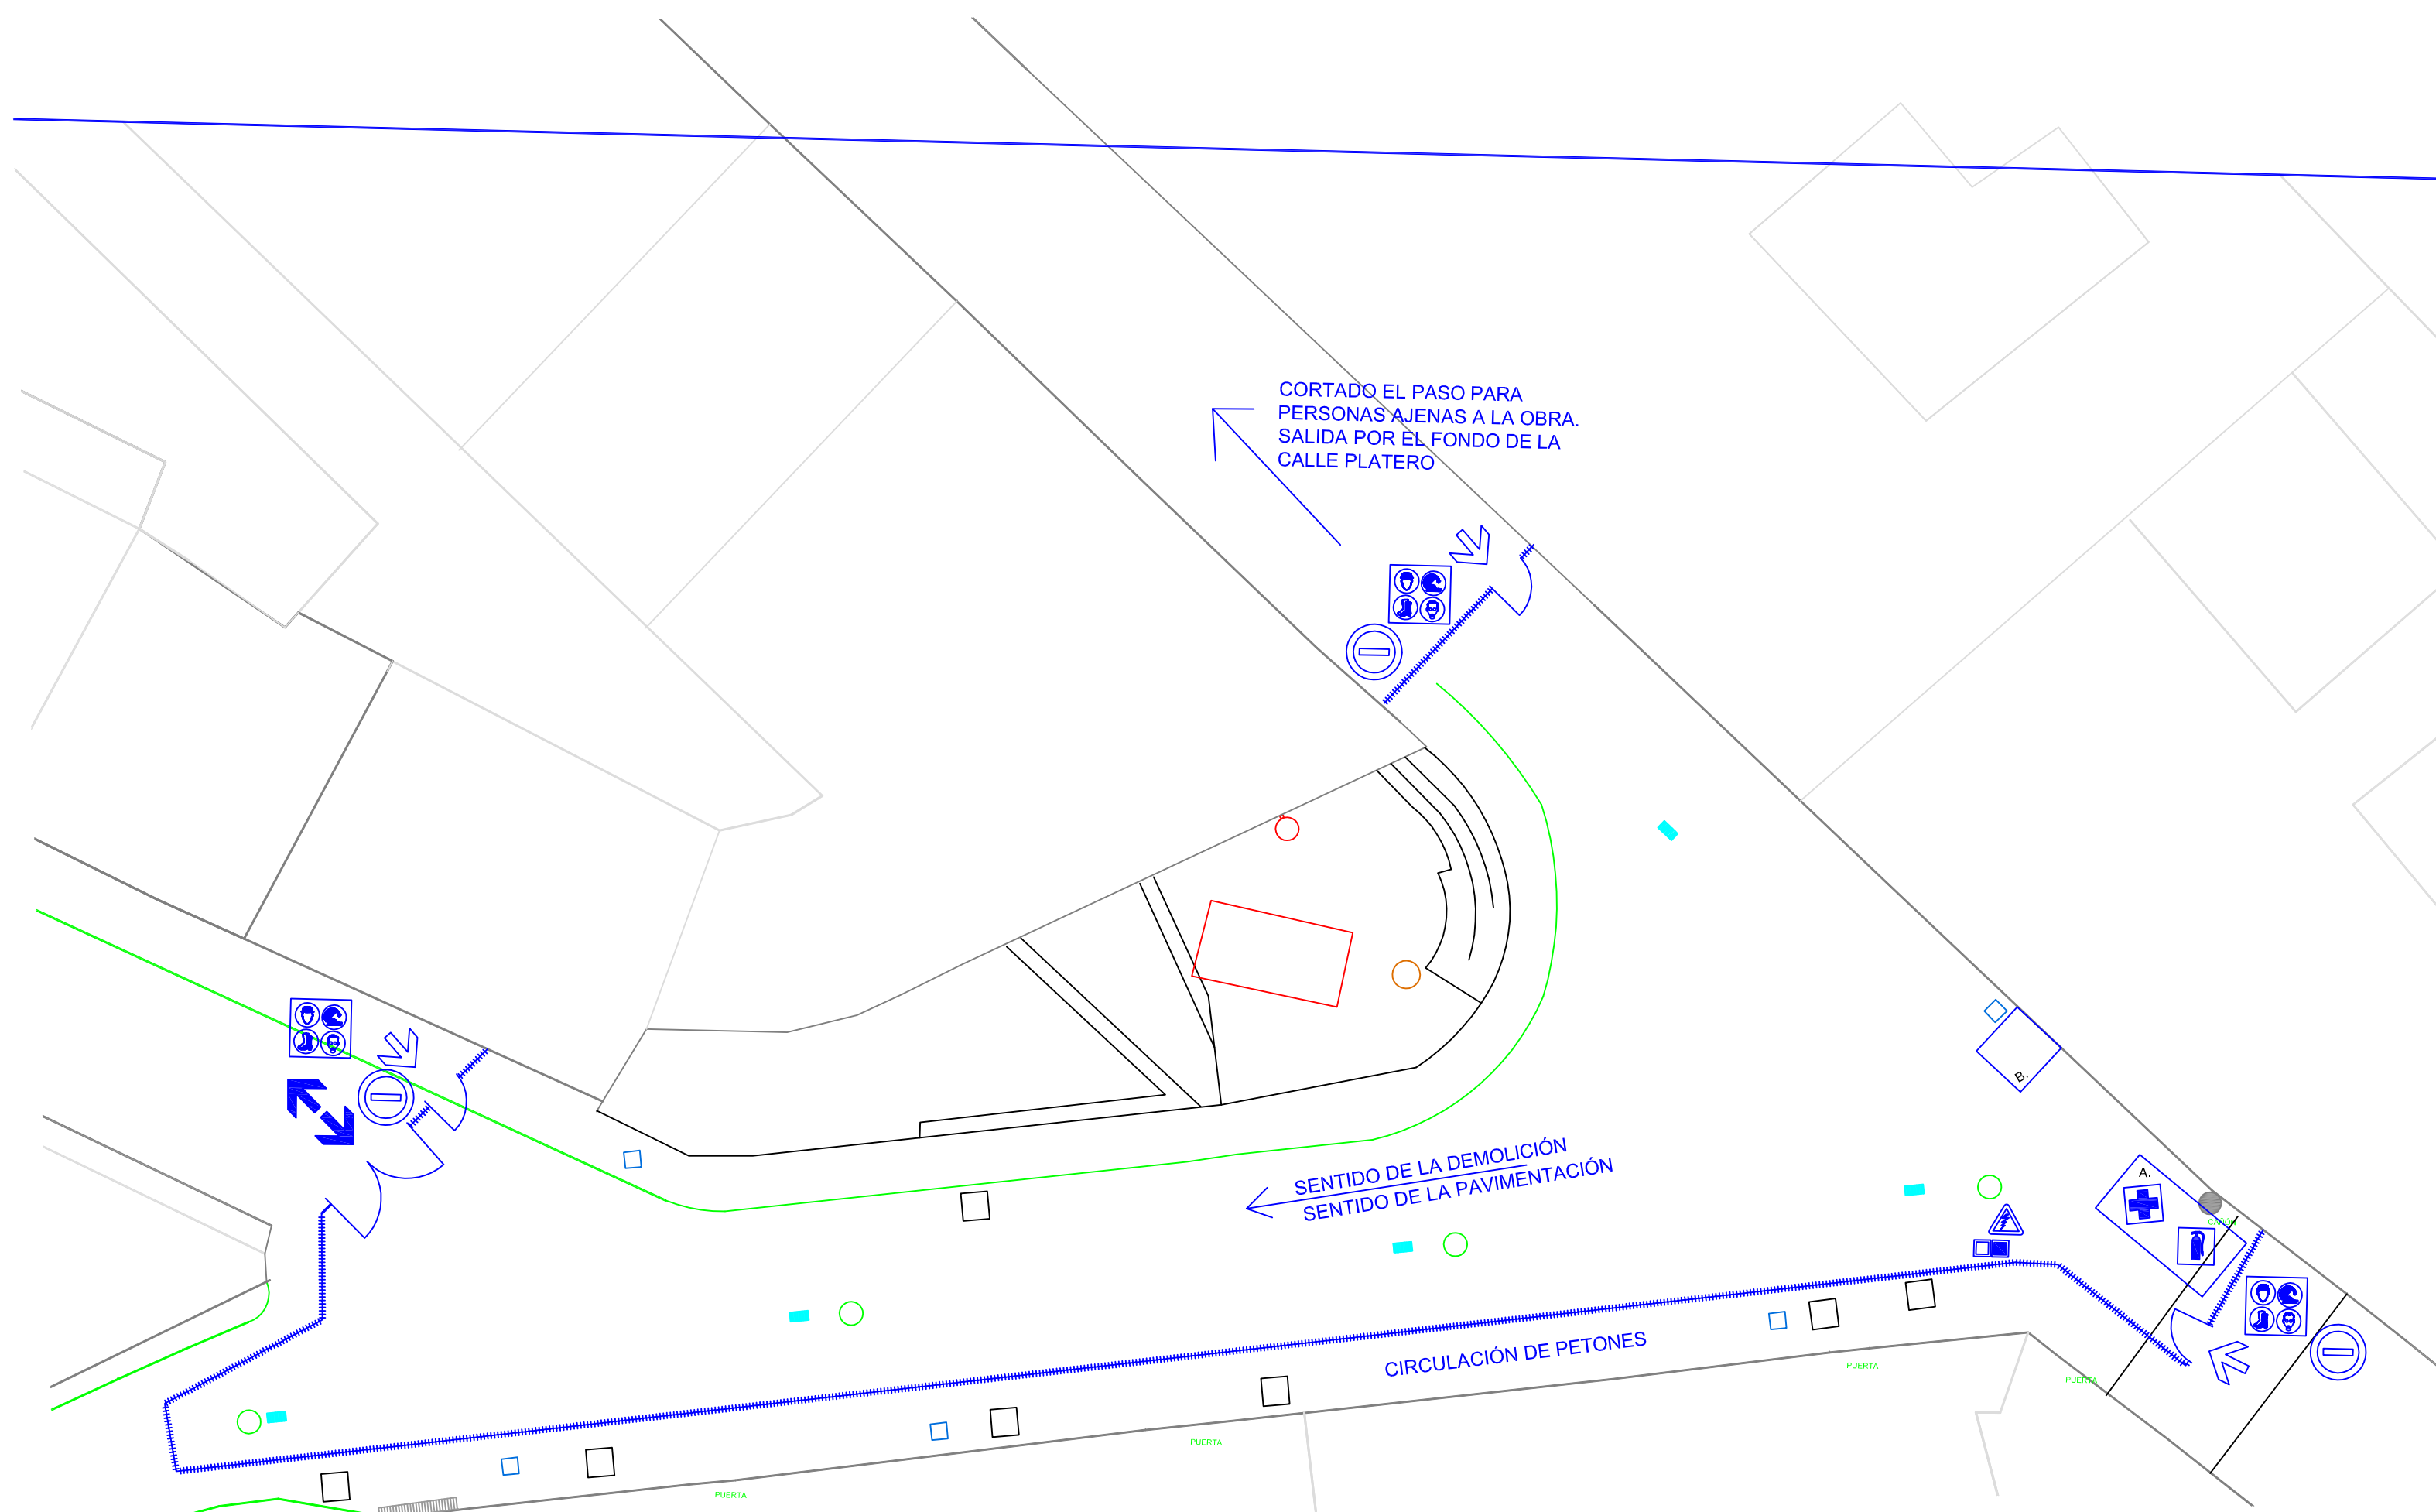 CORTADO EL PASO PARA
PERSONAS AJENAS A LA OBRA.
SALIDA POR EL FONDO DE LA
CALLE PLATERO
SENTIDO DE LA DEMOLICIÓN
SENTIDO DE LA PAVIMENTACIÓN
CIRCULACIÓN DE PETONES
A.
B.
PUERTA
PUERTA
PUERTA
PUERTA